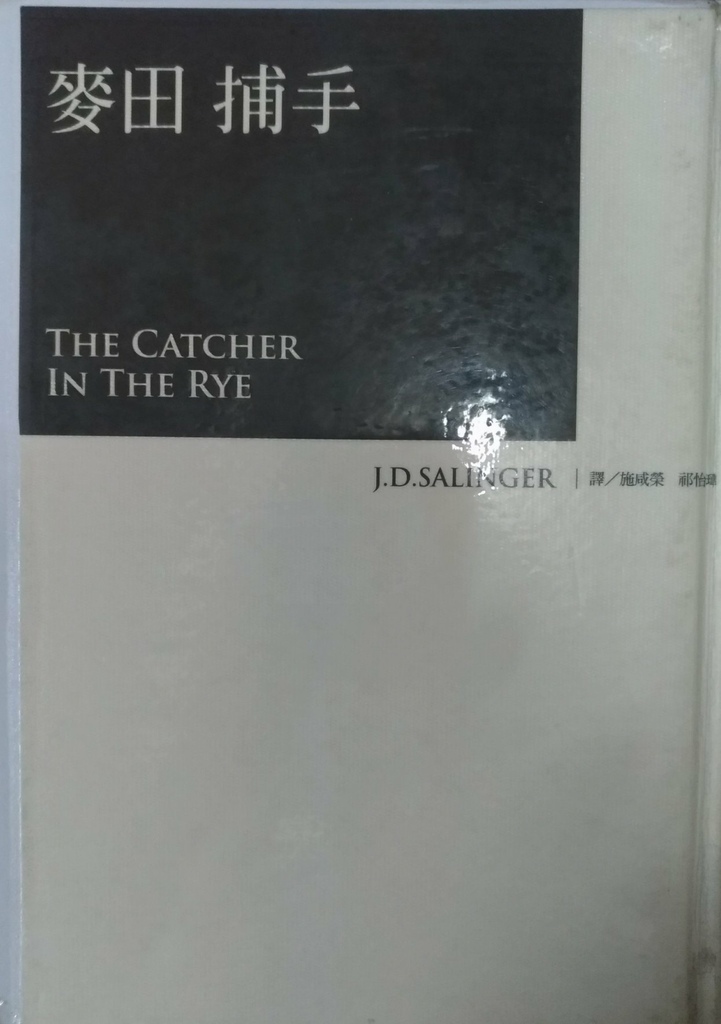 麥田 捕手
THE CATCHER
IN THE RYE
J.D.SALINGER | 譯／施咸榮 祁怡瑋